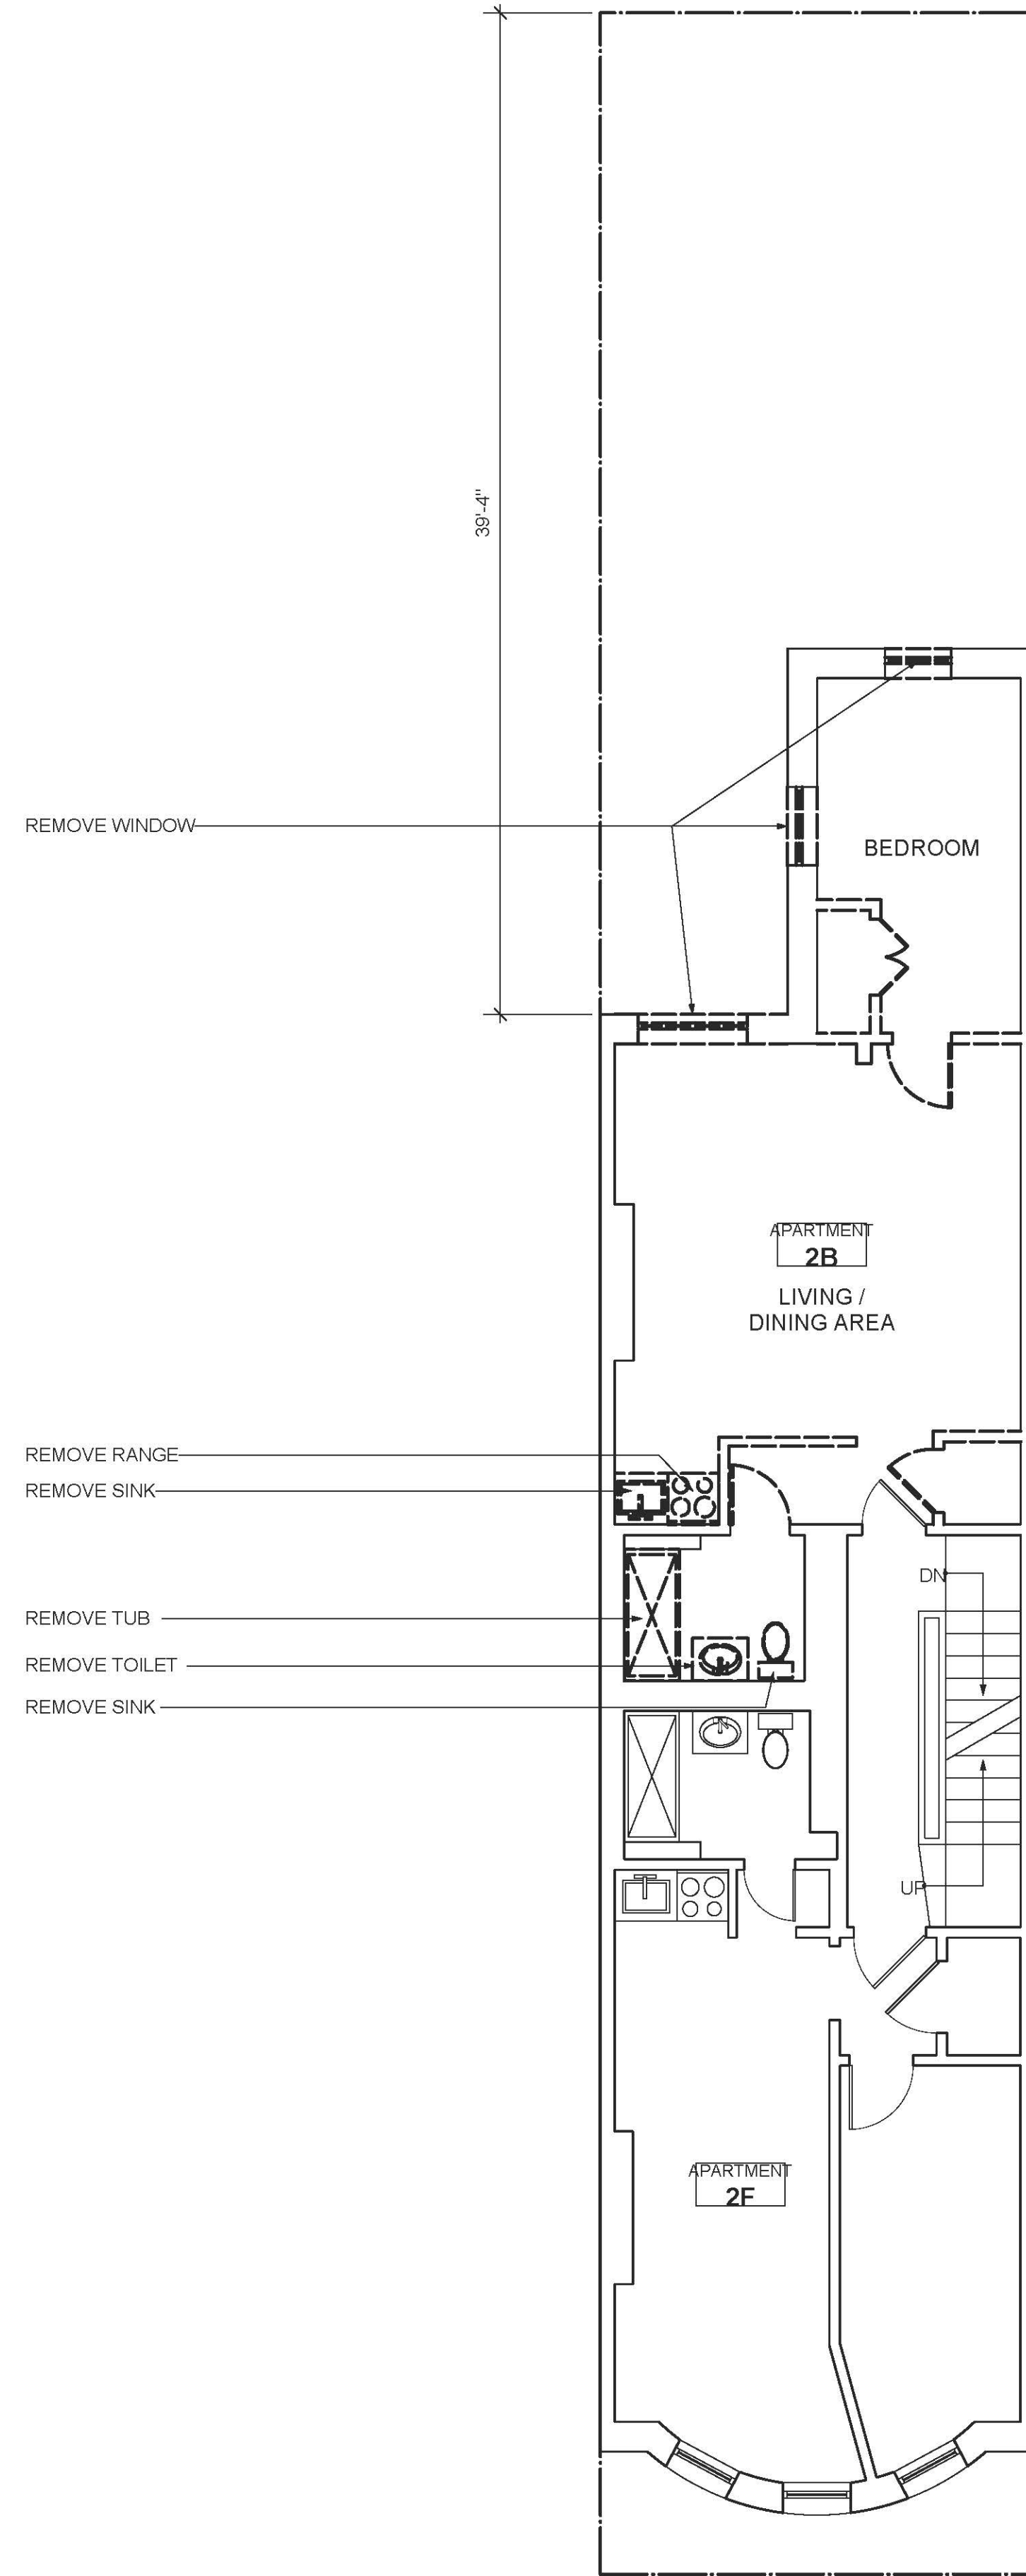 39'-4"
REMOVE WINDOW
BEDROOM
APARTMENT
2B
LIVING /
DINING AREA
REMOVE RANGE
REMOVE SINK
DN
REMOVE TUB
REMOVE TOILET
REMOVE SINK
UP
APARTMENT
2F